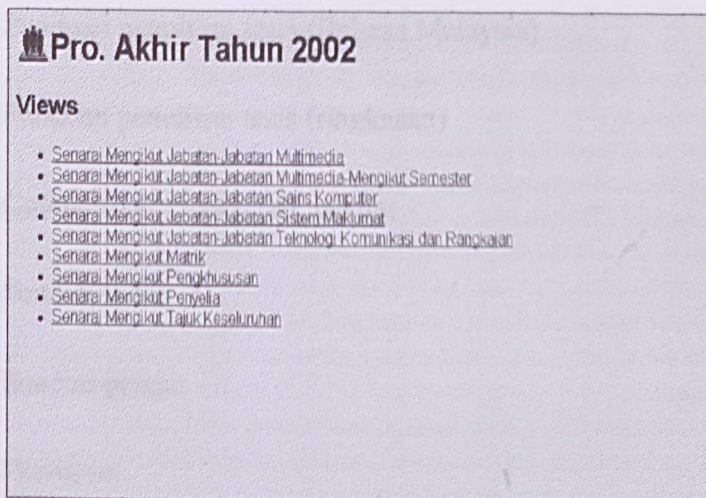 Pro. Akhir Tahun 2002
Views
Senarai Mengikut Jabatan-Jabatan Multimedia
Senarai Mengikut Jabatan-Jabatan Multimedia-Mengikut Semester
Senarai Mengikut Jabatan-Jabatan Sains Komputer
Senarai Mengikut Jabatan-Jabatan Sistem Maklumat
Senarai Mengikut Jabatan-Jabatan Teknologi Komunikasi dan Rangkaian
Senarai Mengikut Matrik
Senarai Mengikut Pengkhususan
Senarai Mengikut Penyelia
Senarai Mengikut Tajuk Keseluruhan